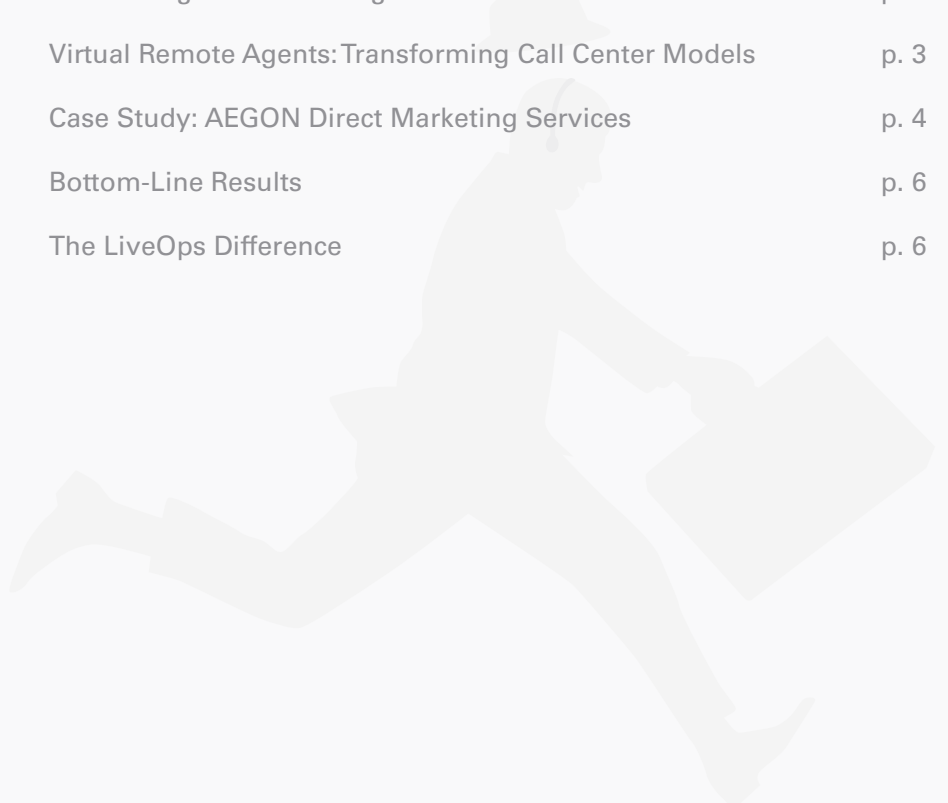 Virtual Remote Agents: Transforming Call Center Models p. 3
Case Study: AEGON Direct Marketing Services p. 4
Bottom-Line Results p. 6
The LiveOps Difference p. 6